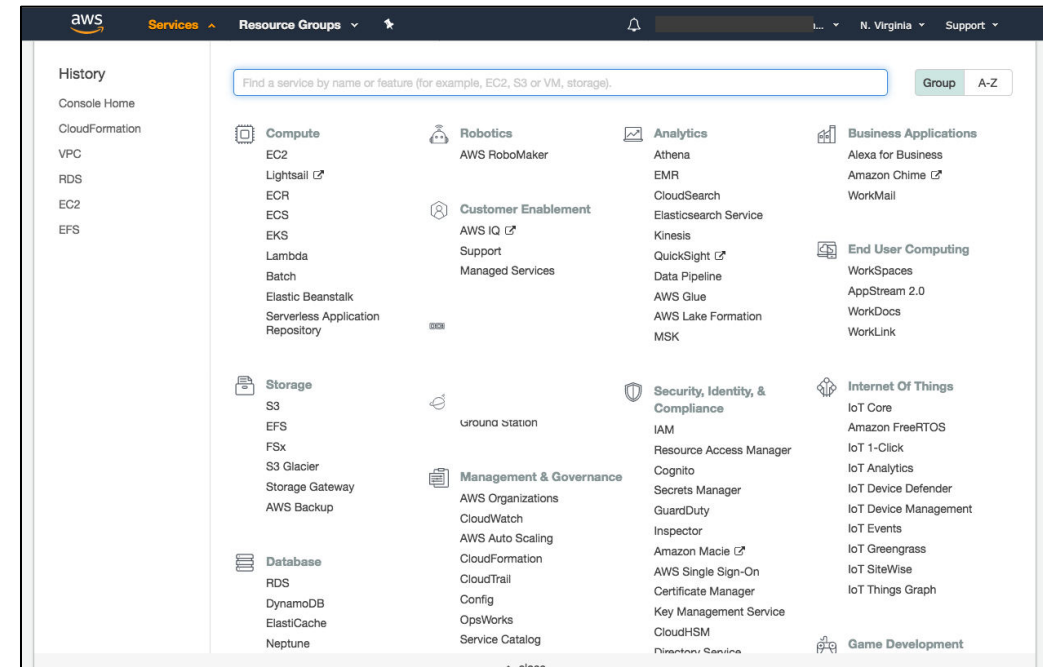 aws
Services
Resource Groups
... 
N. Virginia
Support
History
Console Home
CloudFormation
VPC
RDS
EC2
EFS
Find a service by name or feature (for example, EC2, S3 or VM, storage).
Group
A-Z
Compute
EC2
Lightsail
ECR
ECS
EKS
Lambda
Batch
Elastic Beanstalk
Serverless Application
Repository
Storage
S3
EFS
FSx
S3 Glacier
Storage Gateway
AWS Backup
Database
RDS
DynamoDB
ElastiCache
Neptune
Robotics
AWS RoboMaker
Customer Enablement
AWS IQ
Support
Managed Services
Ground Station
Management & Governance
AWS Organizations
CloudWatch
AWS Auto Scaling
CloudFormation
CloudTrail
Config
OpsWorks
Service Catalog
Analytics
Athena
EMR
CloudSearch
Elasticsearch Service
Kinesis
QuickSight
Data Pipeline
AWS Glue
AWS Lake Formation
MSK
Security, Identity, &
Compliance
IAM
Resource Access Manager
Cognito
Secrets Manager
GuardDuty
Inspector
Amazon Macie
AWS Single Sign-On
Certificate Manager
Key Management Service
CloudHSM
Directory Service
Business Applications
Alexa for Business
Amazon Chime
WorkMail
End User Computing
WorkSpaces
AppStream 2.0
WorkDocs
WorkLink
Internet Of Things
IoT Core
Amazon FreeRTOS
IoT 1-Click
IoT Analytics
IoT Device Defender
IoT Device Management
IoT Events
IoT Greengrass
IoT SiteWise
IoT Things Graph
Game Development
close